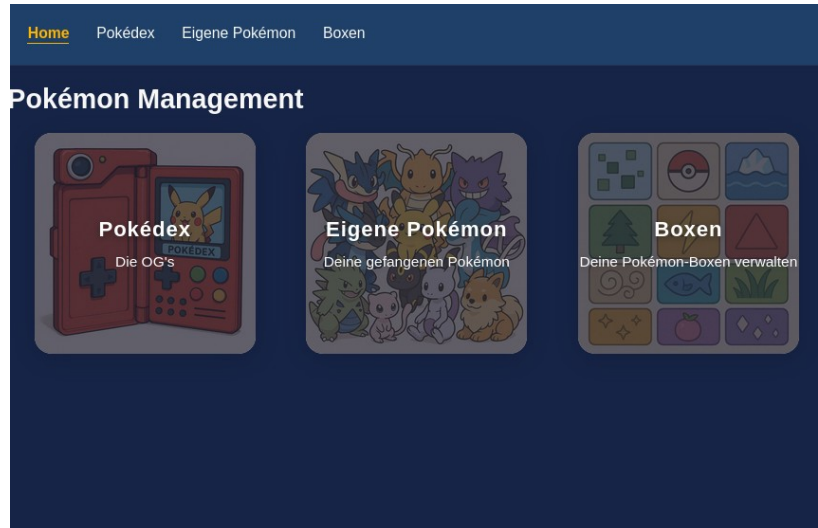 Home Pokédex Eigene Pokémon Boxen
Pokémon Management
POKÉDEX
Pokédex
Die OG's
Eigene Pokémon
Deine gefangenen Pokémon
Boxen
Deine Pokémon-Boxen verwalten